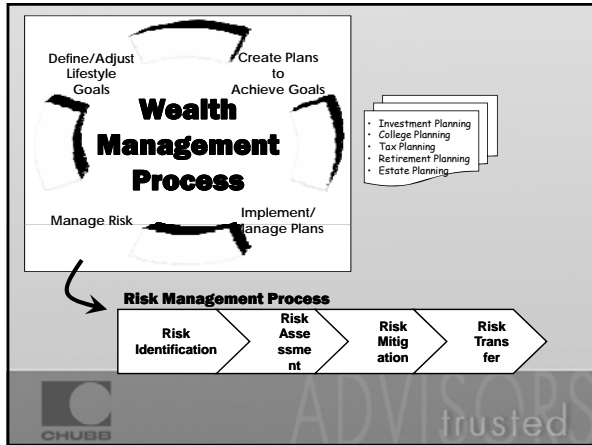 Define/Adjust
Lifestyle
Goals
Create Plans
to
Achieve Goals
Wealth
Management
Process
Manage Risk
Implement/
Manage Plans
• Investment Planning
• College Planning
• Tax Planning
• Retirement Planning
• Estate Planning
Risk Management Process
Risk
Identification
Risk
Asse
ssme
nt
Risk
Mitig
ation
Risk
Trans
fer
CHUBB
ADVISORS
trusted